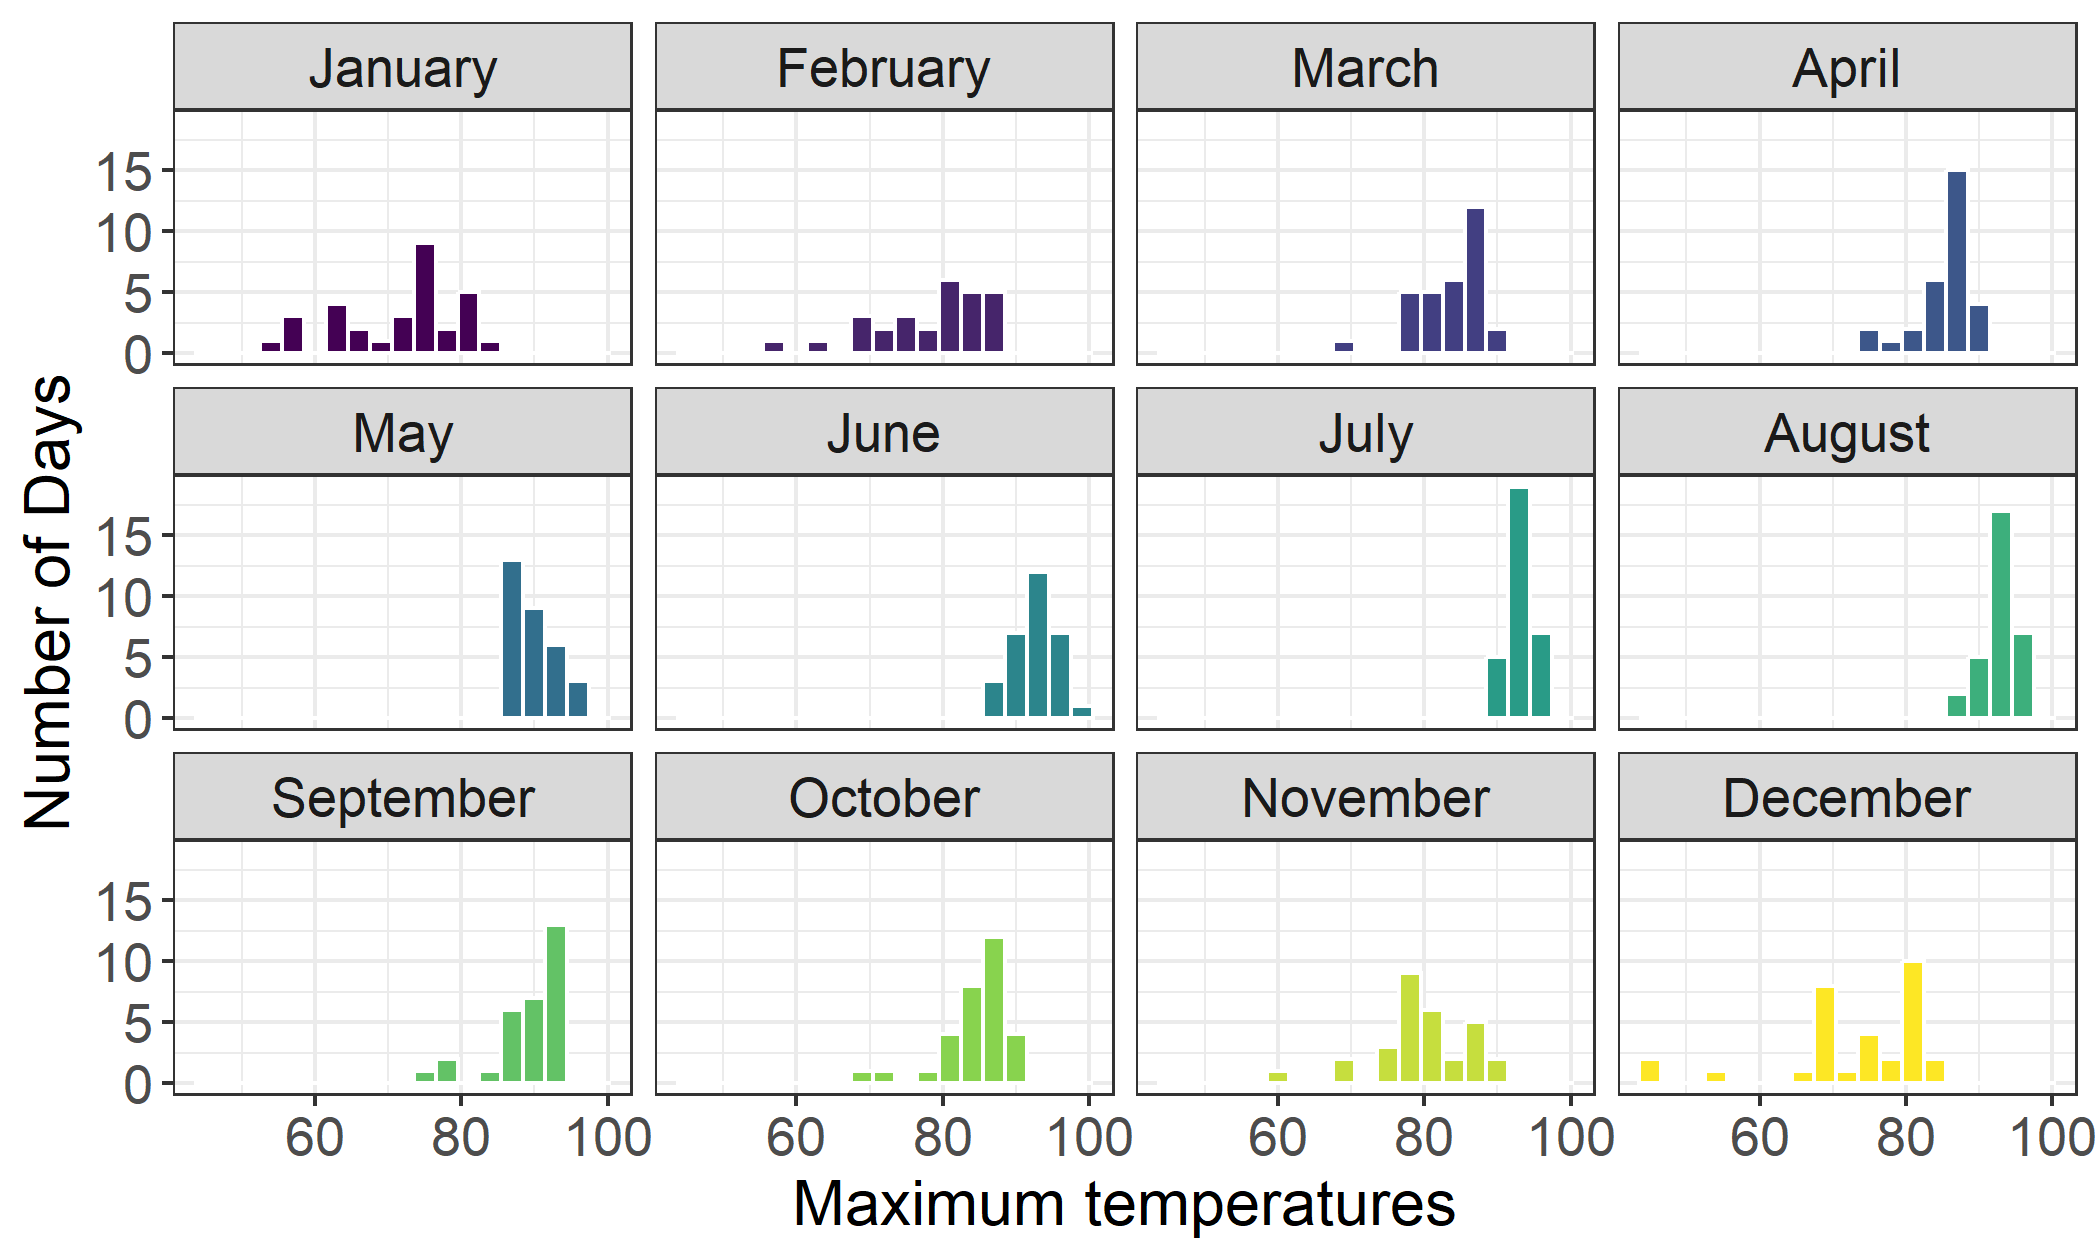 January February March April
15
10
5
0
May June July August
15
10
5
0
Number of Days
September October November December
15
10
5
0
60 80 100 60 80 100 60 80 100 60 80 100
Maximum temperatures